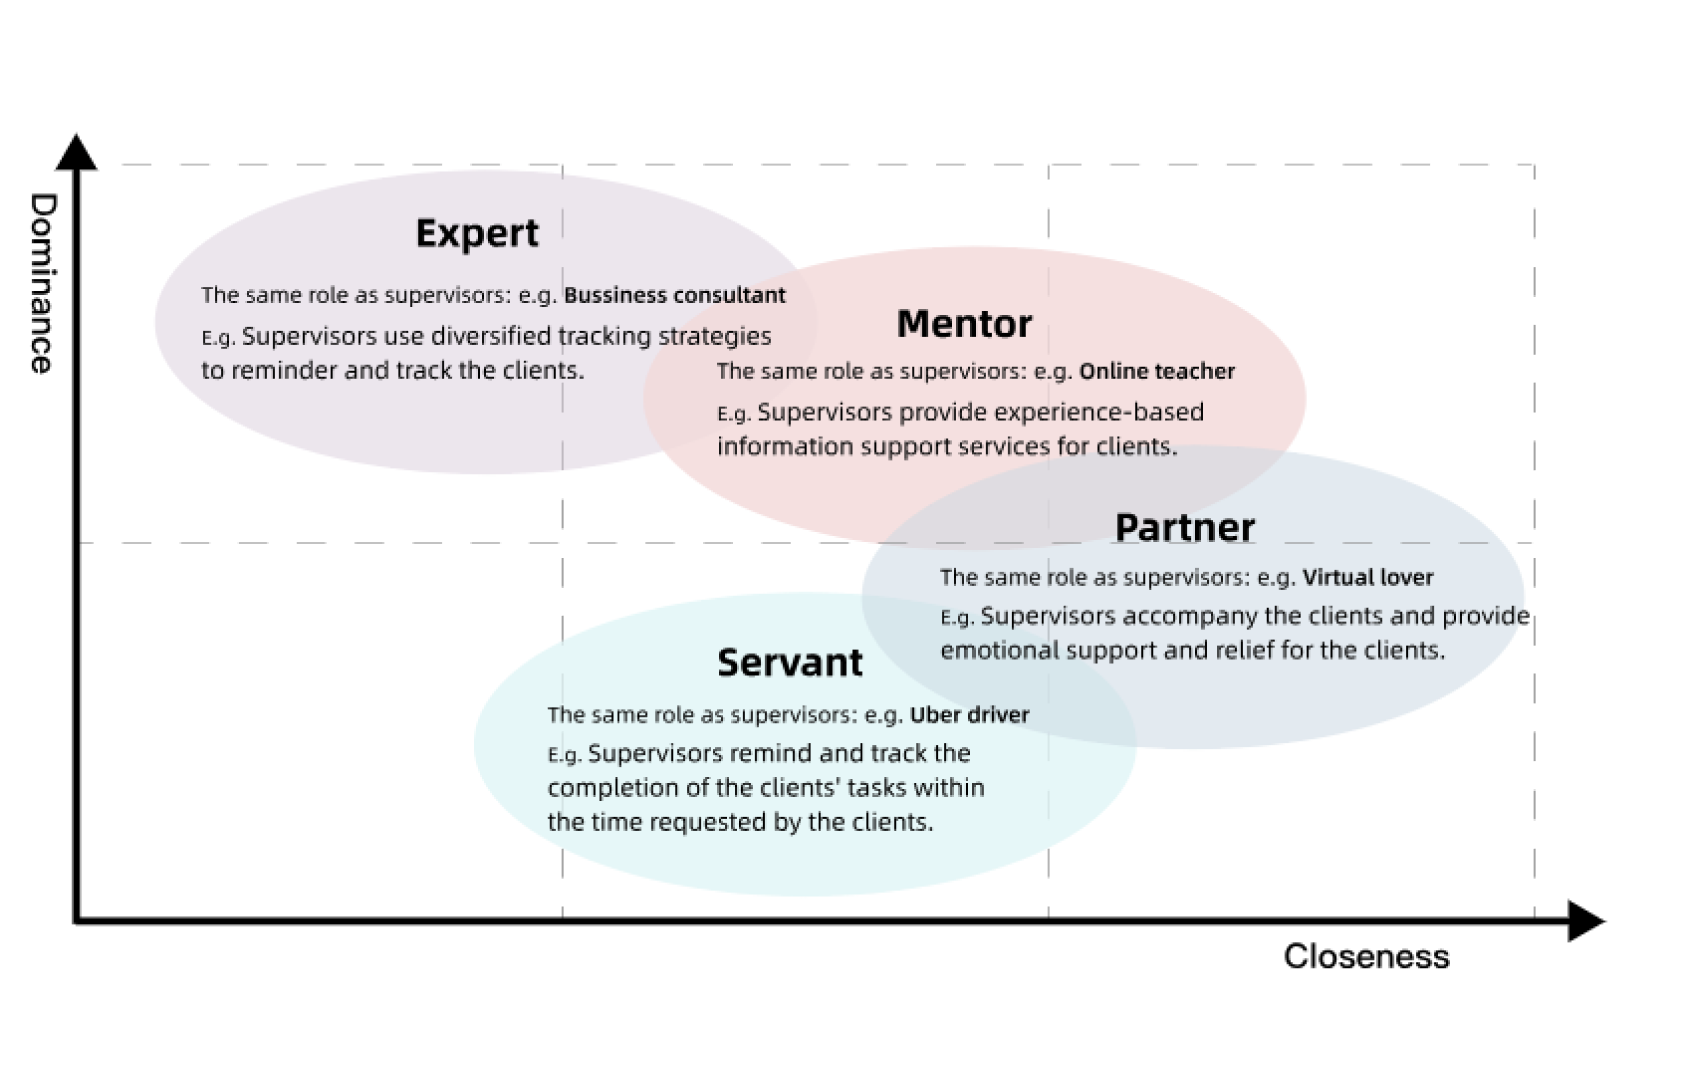 Dominance
Expert
The same role as supervisors: e.g. Bussiness consultant
E.g. Supervisors use diversified tracking strategies
to reminder and track the clients.
Mentor
The same role as supervisors: e.g. Online teacher
E.g. Supervisors provide experience-based
information support services for clients.
Partner
The same role as supervisors: e.g. Virtual lover
E.g. Supervisors accompany the clients and provide
emotional support and relief for the clients.
Servant
The same role as supervisors: e.g. Uber driver
E.g. Supervisors remind and track the
completion of the clients' tasks within
the time requested by the clients.
Closeness